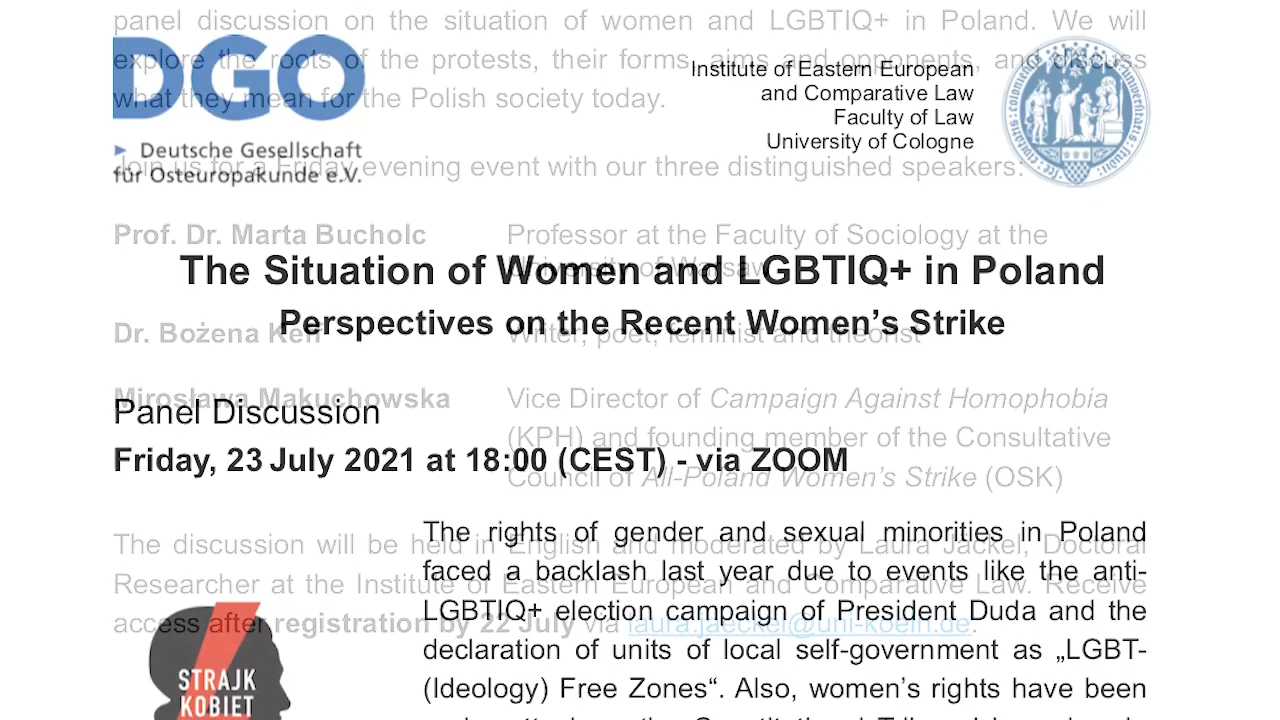 panel discussion on the situation of women and LGBTIQ+ in Poland. We will
explore the roots of the protests, their forms, aims and opponents, and discuss
what they mean for the Polish society today.
DGO
Deutsche Gesellschaft
für Osteuropakunde e.V.
Institute of Eastern European
and Comparative Law
Faculty of Law
University of Cologne
Join us for a Friday evening event with our three distinguished speakers:
Prof. Dr. Marta Bucholc
Professor at the Faculty of Sociology at the
University of Warsaw
The Situation of Women and LGBTIQ+ in Poland
Perspectives on the Recent Women’s Strike
Dr. Bożena Keff
Writer, poet, feminist and theorist
Mirosława Makuchowska
Vice Director of Campaign Against Homophobia
(KPH) and founding member of the Consultative
Council of All-Poland Women’s Strike (OSK)
Panel Discussion
Friday, 23 July 2021 at 18:00 (CEST) - via ZOOM
The discussion will be held in English and moderated by Laura Jäckel, Doctoral
Researcher at the Institute of Eastern European and Comparative Law. Receive
access after registration by 22 July via laura.jaeckel@uni-koeln.de.
The rights of gender and sexual minorities in Poland
faced a backlash last year due to events like the anti-
LGBTIQ+ election campaign of President Duda and the
declaration of units of local self-government as „LGBT-
(Ideology) Free Zones“. Also, women’s rights have been
STRAJK
KOBIET